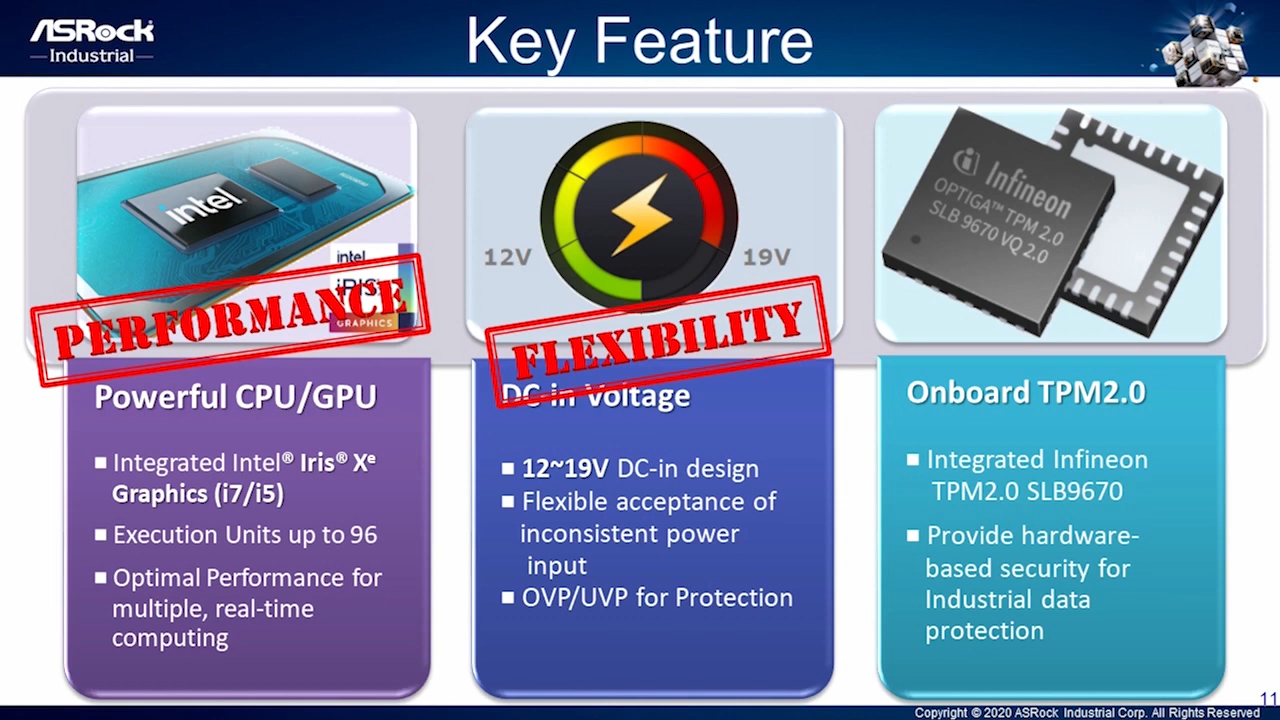 ASRock
Industrial
Key Feature
intel
intel
iRIS
GRAPHICS
PERFORMANCE
12V
19V
FLEXIBILITY
Infineon
OPTIGA™ TPM 2.0
SLB 9670 VQ 2.0
Powerful CPU/GPU
■ Integrated Intel® Iris® Xᵉ
Graphics (i7/i5)
■ Execution Units up to 96
■ Optimal Performance for
multiple, real-time
computing
DC-in Voltage
■ 12~19V DC-in design
■ Flexible acceptance of
inconsistent power
input
■ OVP/UVP for Protection
Onboard TPM2.0
■ Integrated Infineon
TPM2.0 SLB9670
■ Provide hardware-
based security for
Industrial data
protection
11
Copyright © 2020 ASRock Industrial Corp. All Rights Reserved